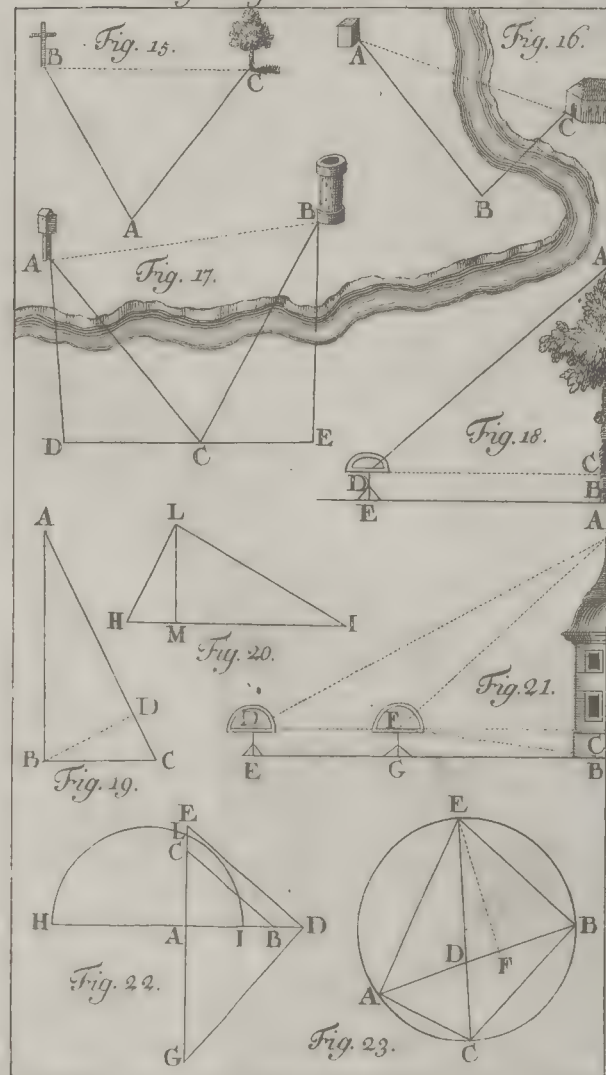 Fig. 15.
B
C
A
Fig. 16.
A
C
B
Fig. 17.
A
B
D
C
E
Fig. 18.
A
D
C
B
E
Fig. 19.
A
D
B
C
Fig. 20.
L
H
M
I
Fig. 21.
A
D
F
C
E
G
B
Fig. 22.
E
L
C
H
A
I
B
D
G
Fig. 23.
E
B
D
F
A
C